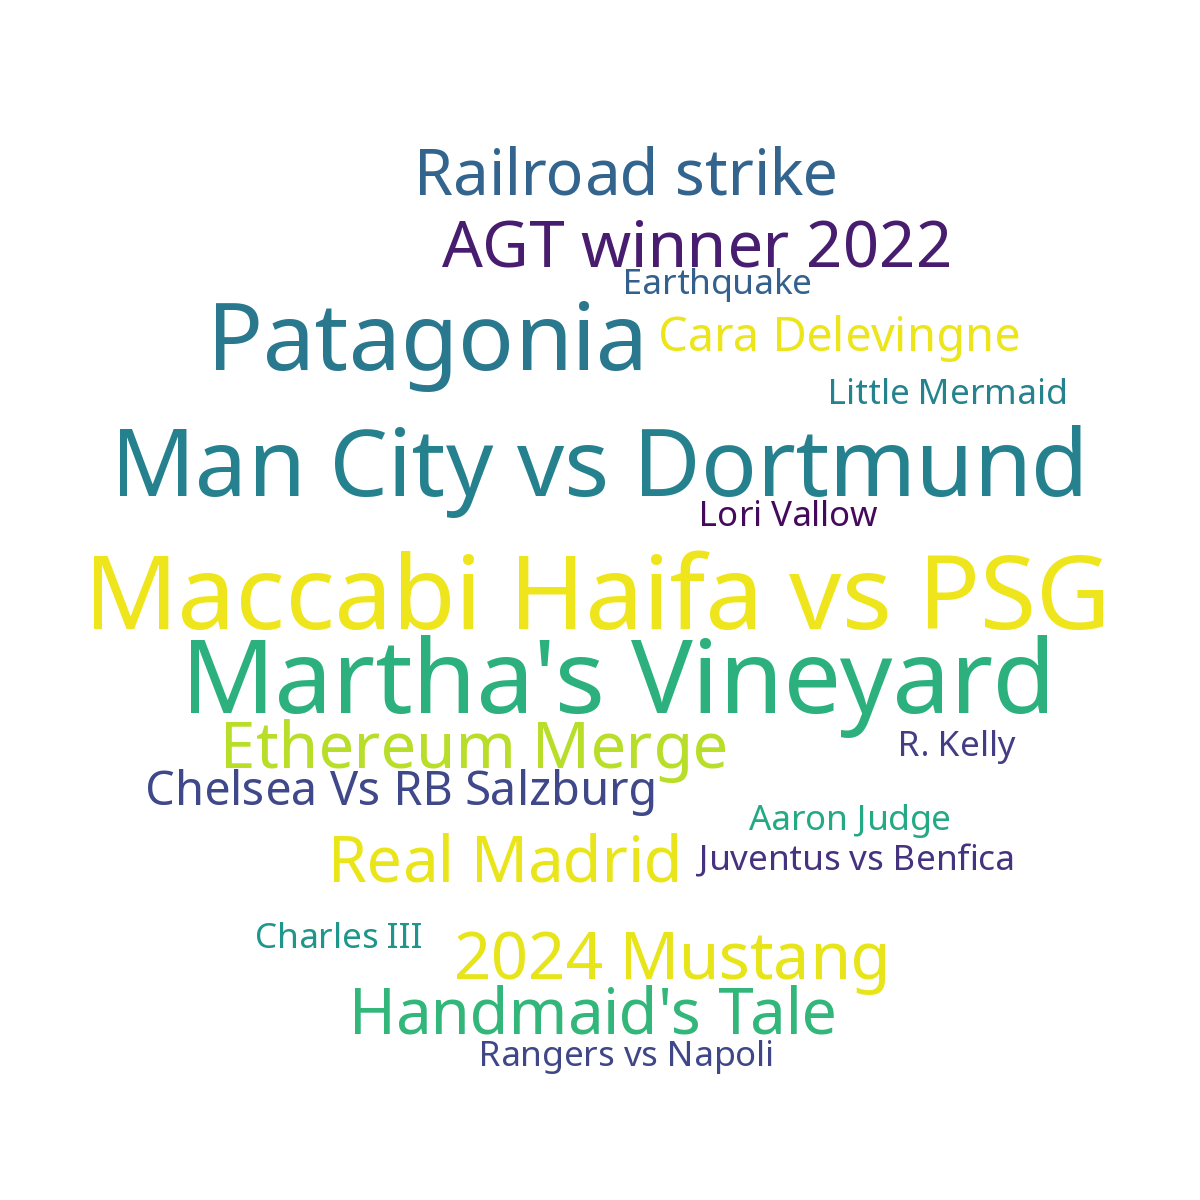 Railroad strike
AGT winner 2022
Earthquake
Patagonia
Cara Delevingne
Little Mermaid
Man City vs Dortmund
Lori Vallow
Maccabi Haifa vs PSG
Martha's Vineyard
Ethereum Merge
R. Kelly
Chelsea Vs RB Salzburg
Aaron Judge
Real Madrid
Juventus vs Benfica
Charles III
2024 Mustang
Handmaid's Tale
Rangers vs Napoli